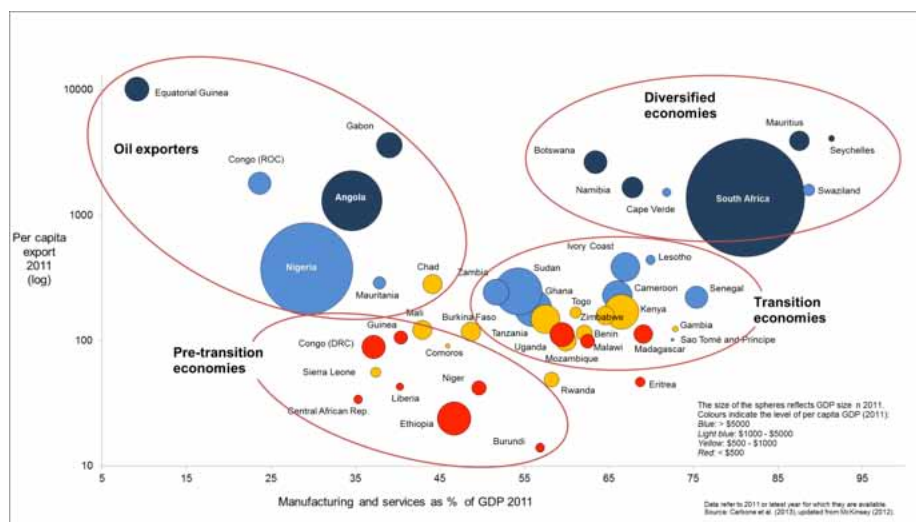 10000
1000
100
10
Per capita
export
2011
(log)
Oil exporters
Equatorial Guinea
Gabon
Congo (ROC)
Angola
Nigeria
Mauritania
Chad
Diversified
economies
Mauritius
Seychelles
Botswana
Namibia
Cape Verde
South Africa
Swaziland
Transition
economies
Ivory Coast
Lesotho
Zambia
Sudan
Ghana
Cameroon
Senegal
Togo
Zimbabwe
Kenya
Tanzania
Benin
Gambia
Uganda
Malawi
Sao Tomé and Principe
Mozambique
Madagascar
Rwanda
Eritrea
Pre-transition
economies
Mali
Burkina Faso
Guinea
Congo (DRC)
Comoros
Sierra Leone
Niger
Liberia
Central African Rep.
Ethiopia
Burundi
The size of the spheres reflects GDP size n 2011.
Colours indicate the level of per capita GDP (2011):
Blue: > $5000
Light blue: $1000 - $5000
Yellow: $500 - $1000
Red: < $500
5 15 25 35 45 55 65 75 85 95
Manufacturing and services as % of GDP 2011
Data refer to 2011 or latest year for which they are available.
Source: Carbone et al. (2013), updated from McKinsey (2012).